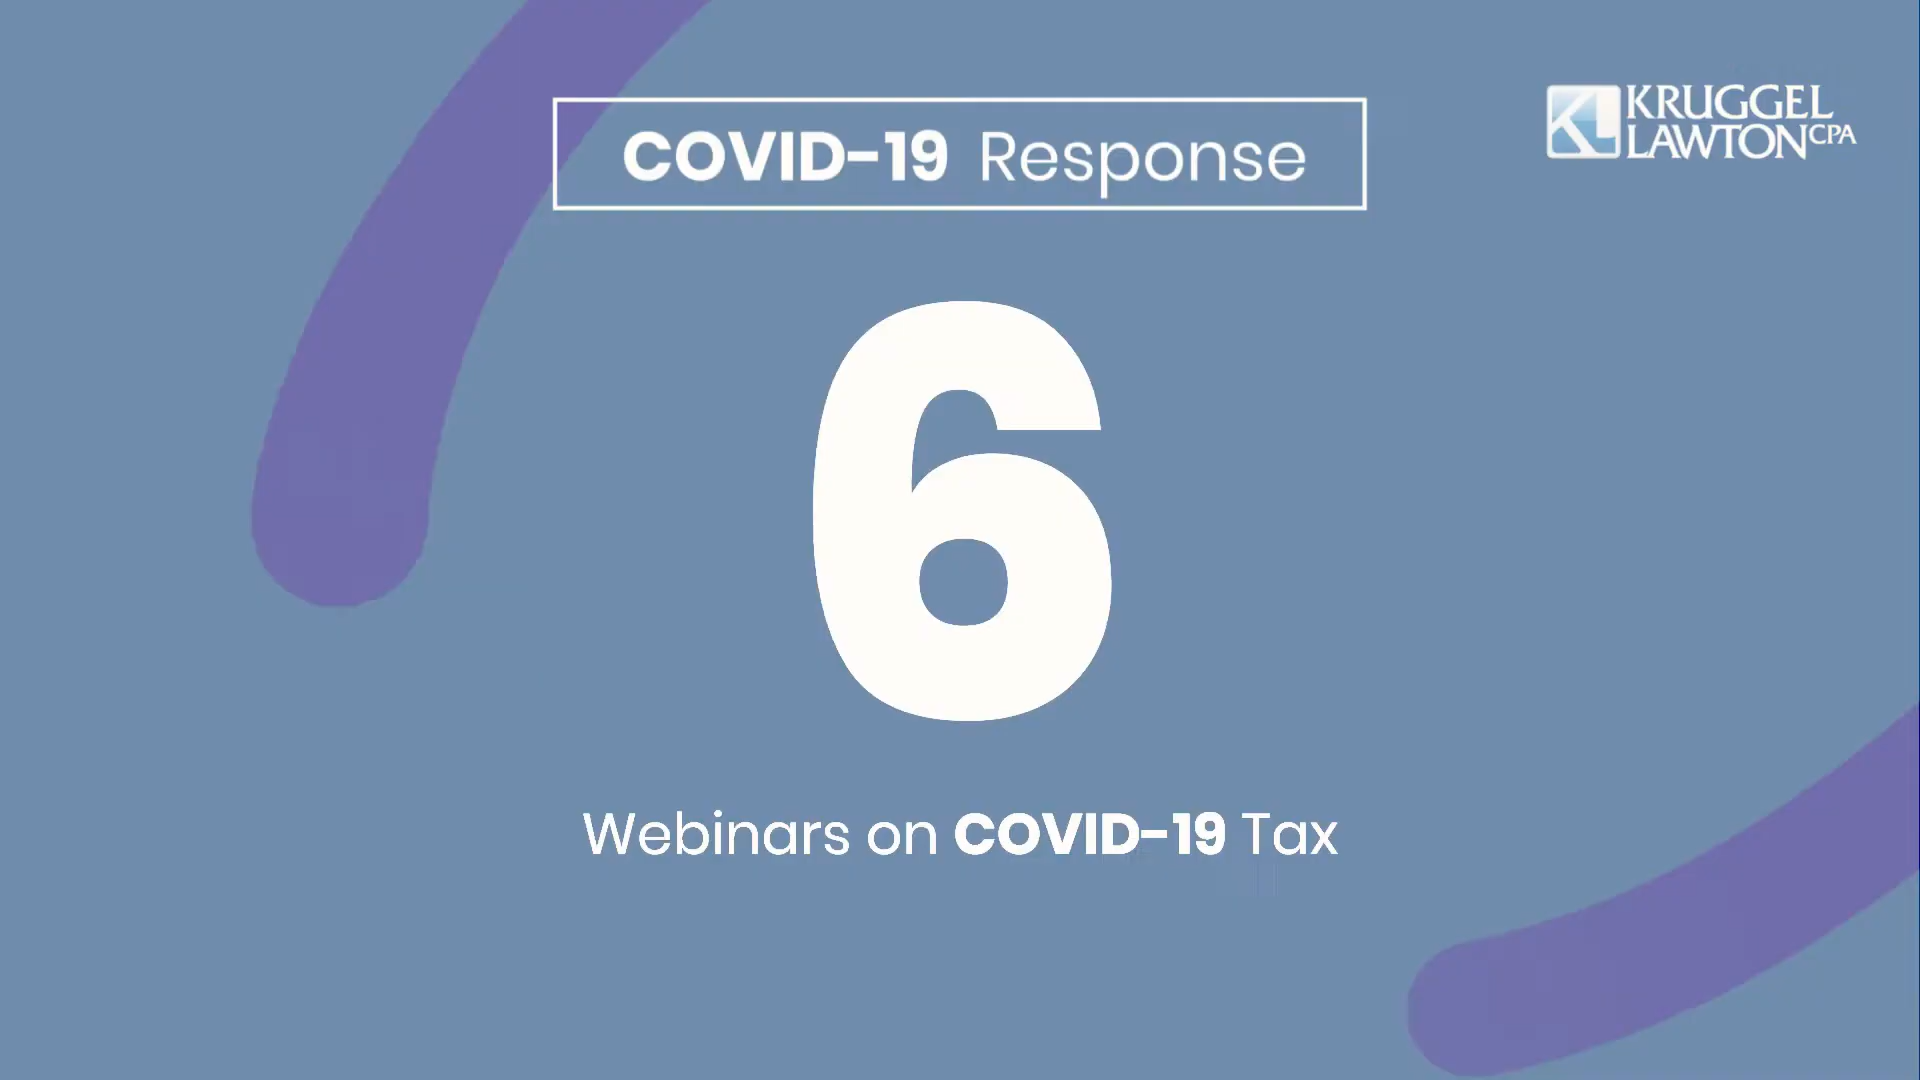 COVID-19 Response
KRUGGEL
LAWTON CPA
6
Webinars on COVID-19 Tax